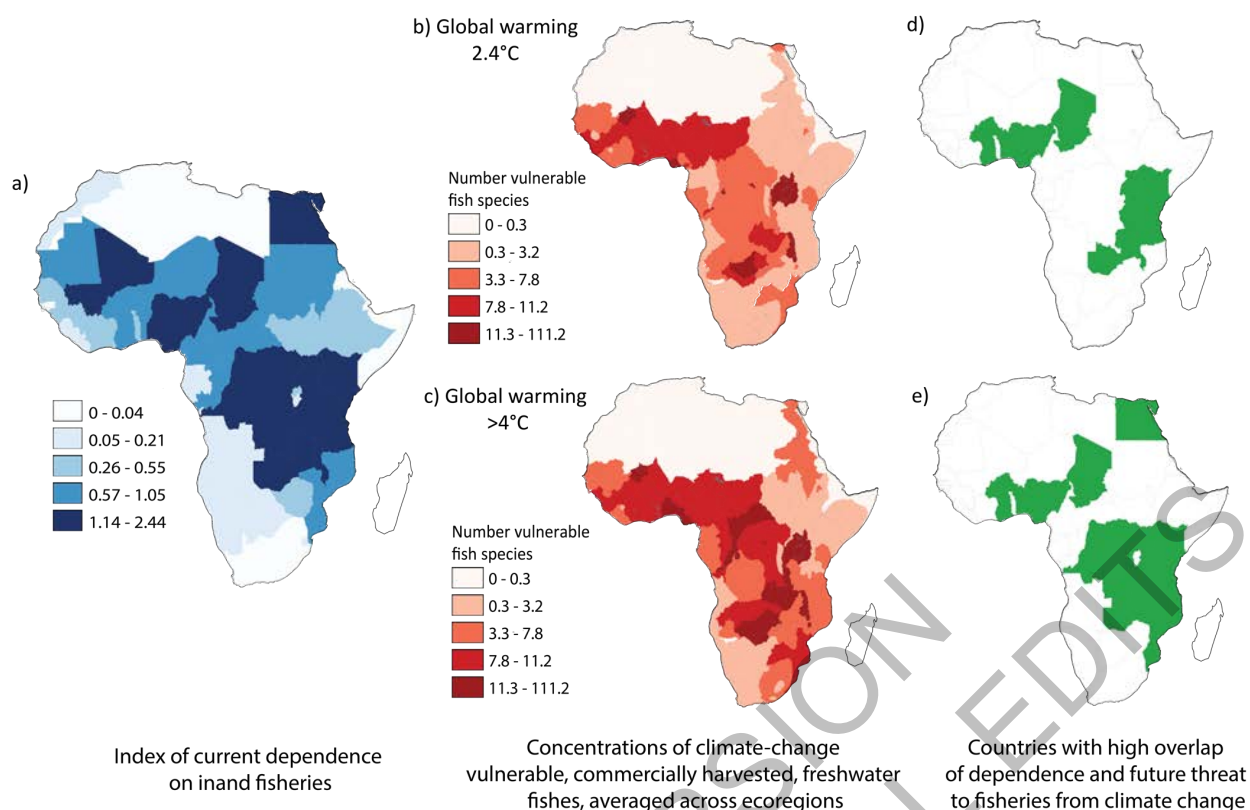 a)
0 - 0.04
0.05 - 0.21
0.26 - 0.55
0.57 - 1.05
1.14 - 2.44
Index of current dependence
on inand fisheries
b) Global warming
2.4°C
Number vulnerable
fish species
0 - 0.3
0.3 - 3.2
3.3 - 7.8
7.8 - 11.2
11.3 - 111.2
c) Global warming
>4°C
Number vulnerable
fish species
0 - 0.3
0.3 - 3.2
3.3 - 7.8
7.8 - 11.2
11.3 - 111.2
Concentrations of climate-change
vulnerable, commercially harvested, freshwater
fishes, averaged across ecoregions
d)
e)
Countries with high overlap
of dependence and future threat
to fisheries from climate change
EDITS